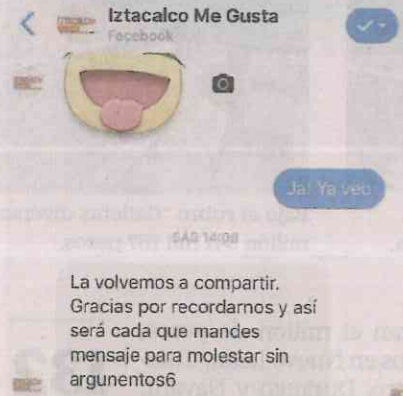 Iztacalco Me Gusta
Facebook
Ja! Ya veo
SÁB 14:08
La volvemos a compartir.
Gracias por recordarnos y así
será cada que mandes
mensaje para molestar sin
argunentos6